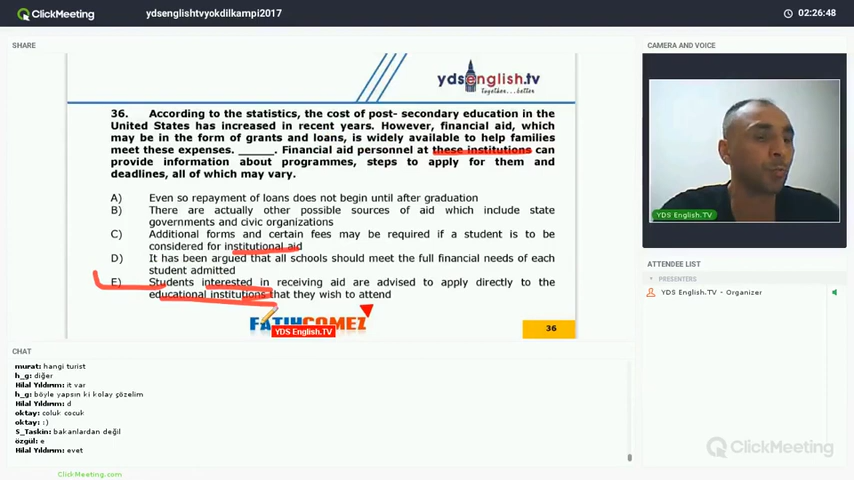 ClickMeeting
ydsenglishtvyokdilkampi2017
02:26:48
SHARE
CAMERA AND VOICE
ydsenglish.tv
together...better
36. According to the statistics, the cost of post- secondary education in the
United States has increased in recent years. However, financial aid, which
may be in the form of grants and loans, is widely available to help families
meet these expenses. ______. Financial aid personnel at these institutions can
provide information about programmes, steps to apply for them and
deadlines, all of which may vary.
A) Even so repayment of loans does not begin until after graduation
B) There are actually other possible sources of aid which include state
governments and civic organizations
C) Additional forms and certain fees may be required if a student is to be
considered for institutional aid
D) It has been argued that all schools should meet the full financial needs of each
student admitted
E) Students interested in receiving aid are advised to apply directly to the
educational institutions that they wish to attend
FATIHCOMEZ
YDS English.TV
36
YDS English.TV
ATTENDEE LIST
PRESENTERS
YDS English.TV - Organizer
CHAT
murat: hangi turist
h_g: diğer
Hilal Yıldırım: it var
h_g: böyle yapsın ki kolay çözelim
Hilal Yıldırım: d
oktay: coluk cocuk
oktay: :)
S_Taskin: bakanlardan değil
özgül: e
Hilal Yıldırım: evet
ClickMeeting
ClickMeeting.com